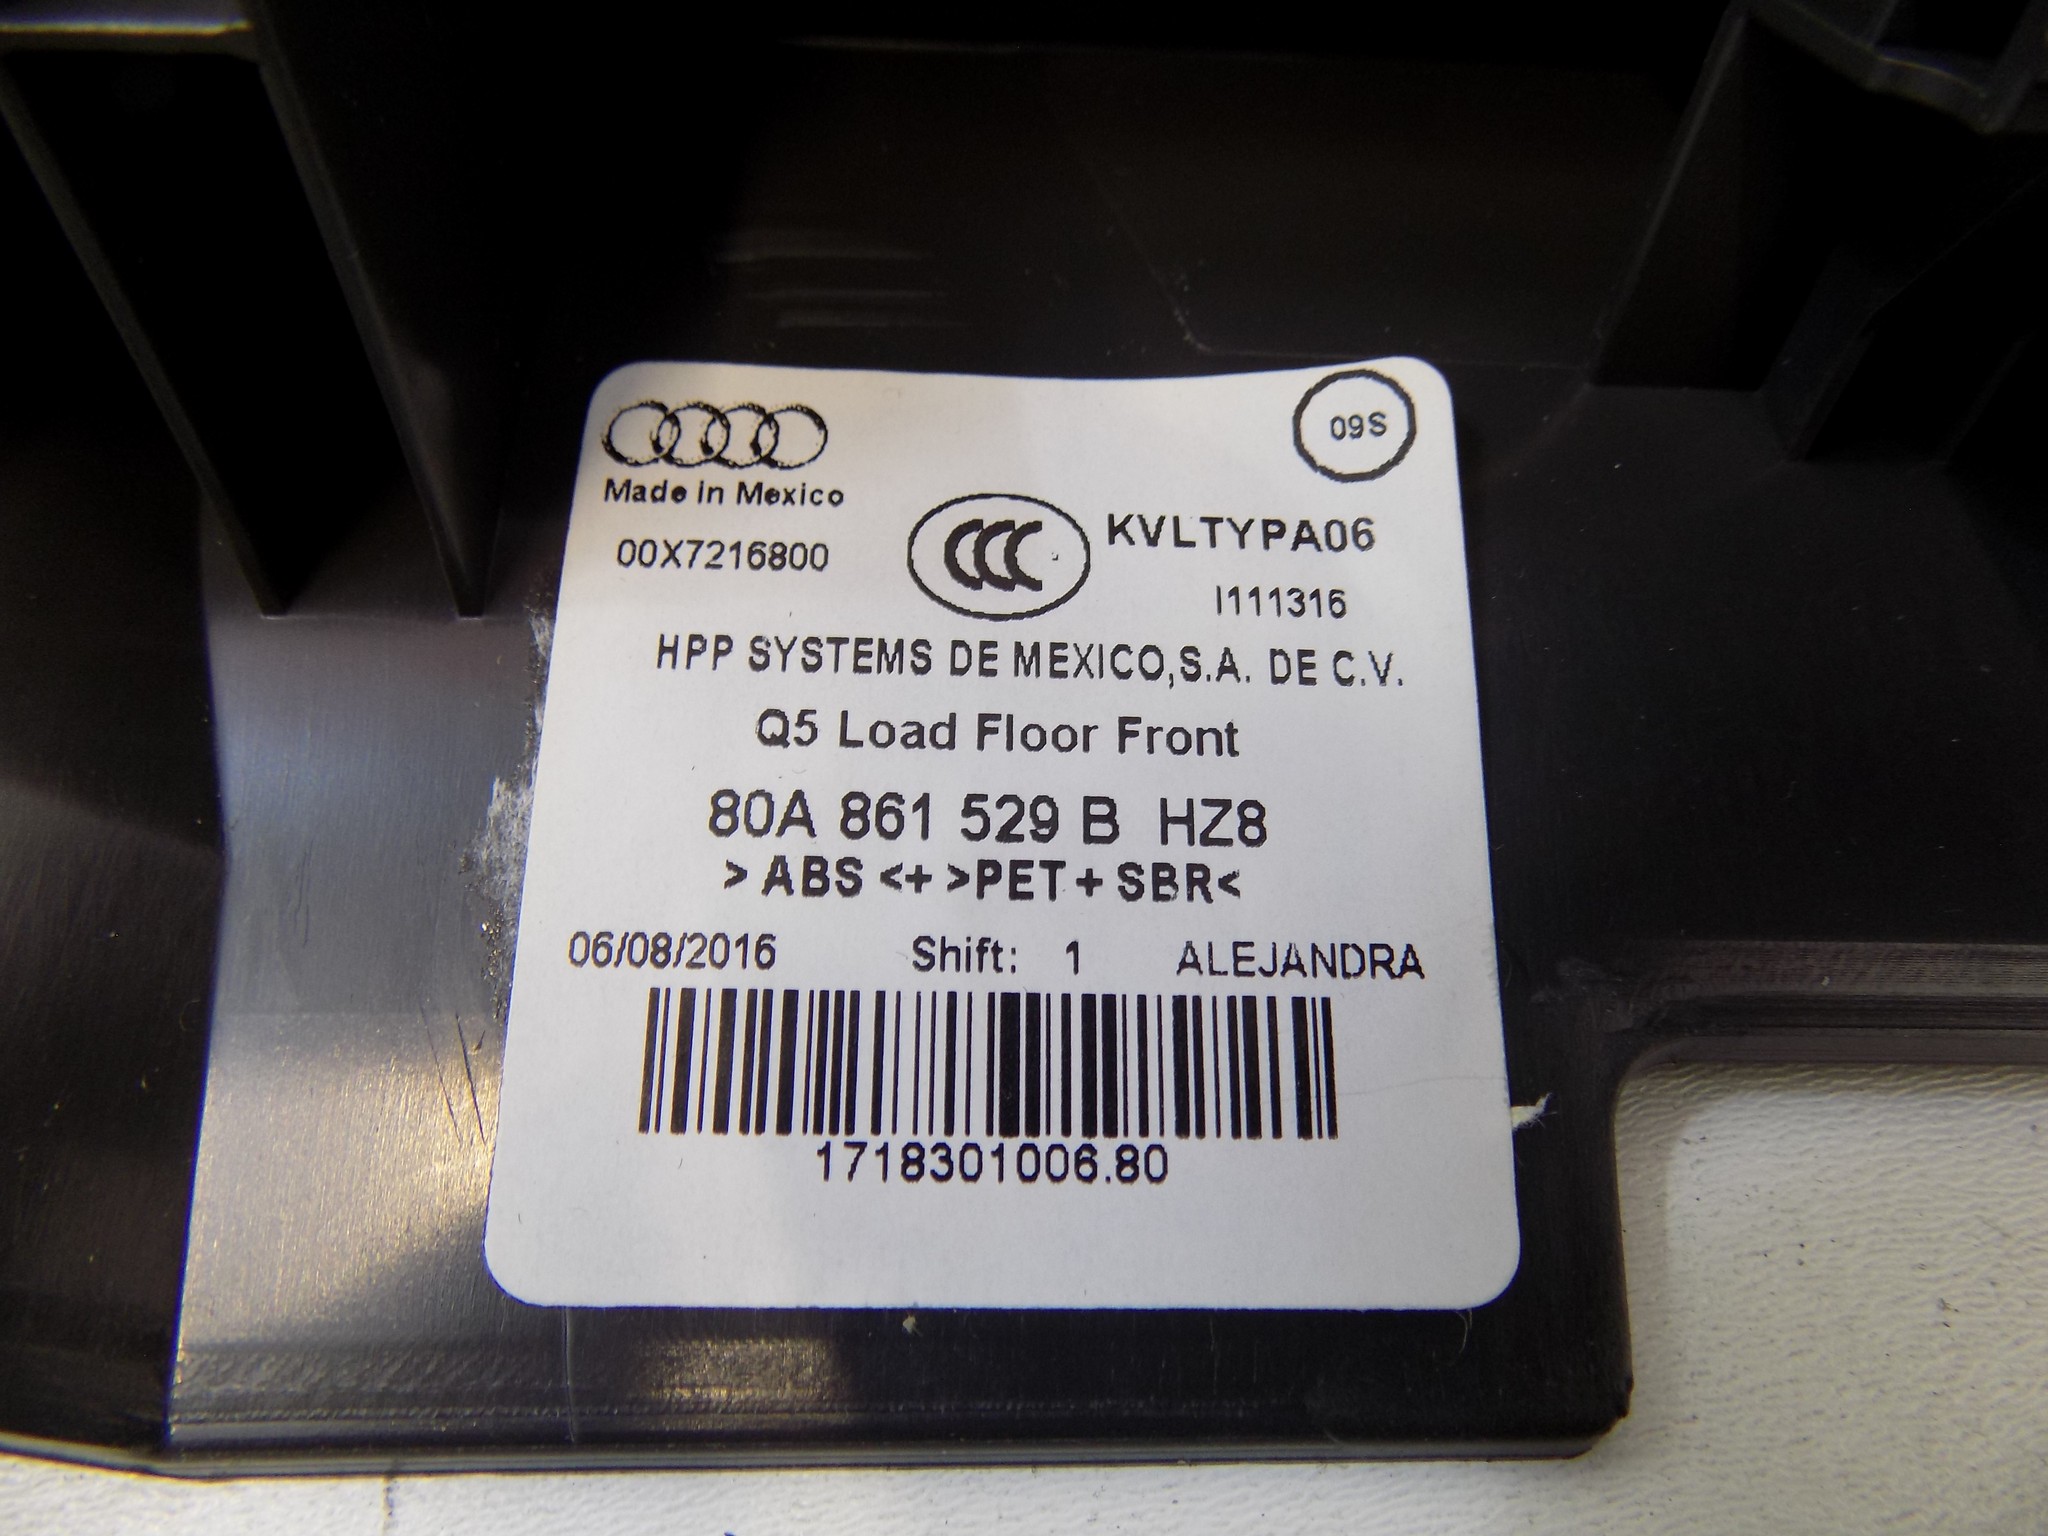 09S
Made in Mexico
00X7216800
CCC
KVLTYPA06
I111316
HPP SYSTEMS DE MEXICO,S.A. DE C.V.
Q5 Load Floor Front
80A 861 529 B HZ8
>ABS<+>PET+SBR<
06/08/2016 Shift: 1 ALEJANDRA
1718301006.80